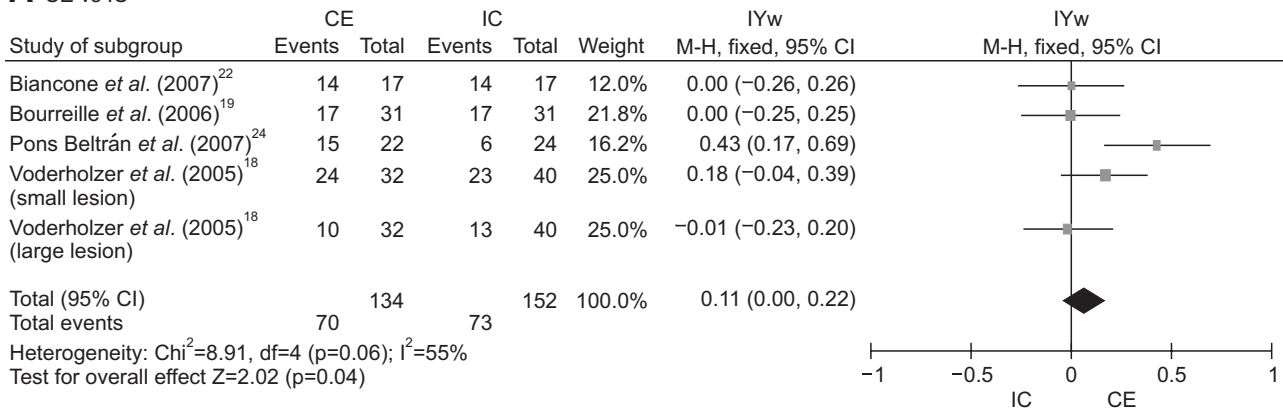 CE IC IYw IYw
Study of subgroup Events Total Events Total Weight M-H, fixed, 95% CI M-H, fixed, 95% CI
Biancone et al. (2007)22 14 17 14 17 12.0% 0.00 (−0.26, 0.26)
Bourreille et al. (2006)19 17 31 17 31 21.8% 0.00 (−0.25, 0.25)
Pons Beltrán et al. (2007)24 15 22 6 24 16.2% 0.43 (0.17, 0.69)
Voderholzer et al. (2005)18 24 32 23 40 25.0% 0.18 (−0.04, 0.39)
(small lesion)
Voderholzer et al. (2005)18 10 32 13 40 25.0% −0.01 (−0.23, 0.20)
(large lesion)
Total (95% CI) 134 152 100.0% 0.11 (0.00, 0.22)
Total events 70 73
Heterogeneity: Chi2=8.91, df=4 (p=0.06); I2=55%
Test for overall effect Z=2.02 (p=0.04)
−1 −0.5 0 0.5 1
IC CE